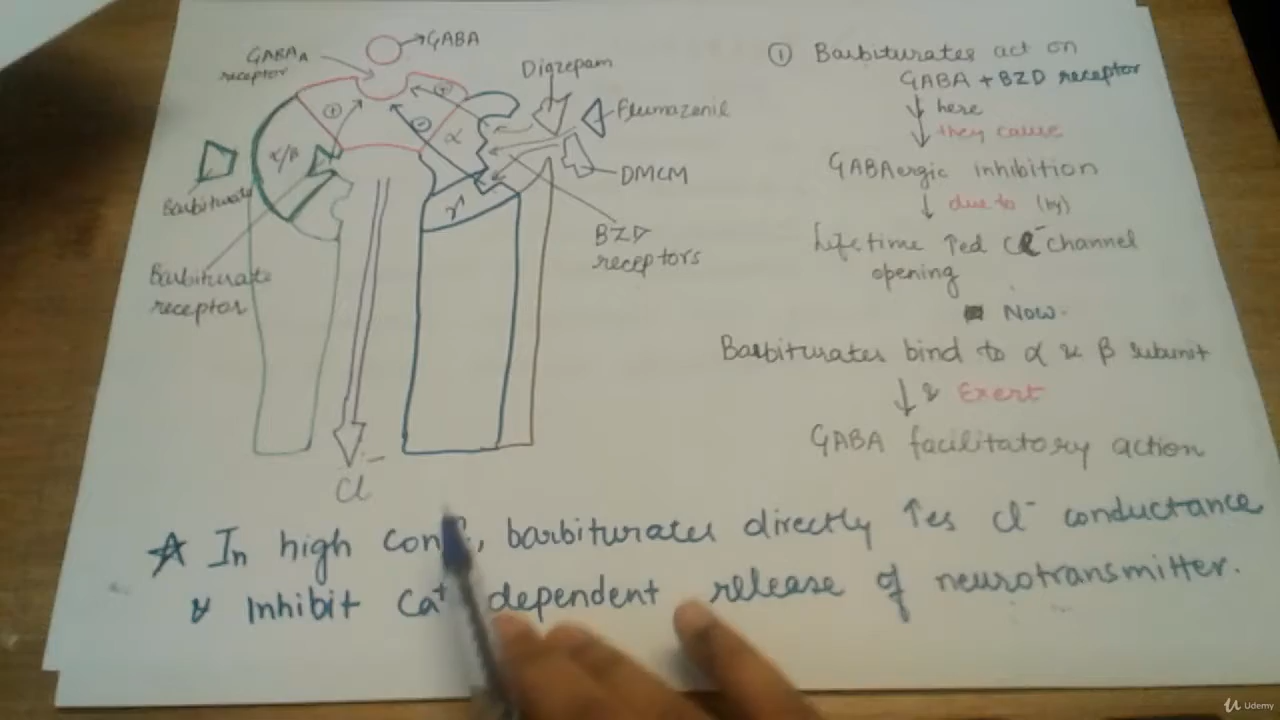 GABA
GABAA
receptor
Diazepam
Flumazenil
DMCM
α/β
α
γ
Barbiturate
Barbiturate
receptor
BZD
receptors
Cl-
① Barbiturates act on
GABA + BZD receptor
↓ here
↓ they cause
GABAergic inhibition
↓ due to (by)
lifetime ↑ed Cl- channel
opening
Now.
Barbiturates bind to α & β subunit
↓ & Exert
GABA facilitatory action
☆ In high conc, barbiturates directly ↑es Cl- conductance
& inhibit Ca+ dependent release of neurotransmitter.
Udemy